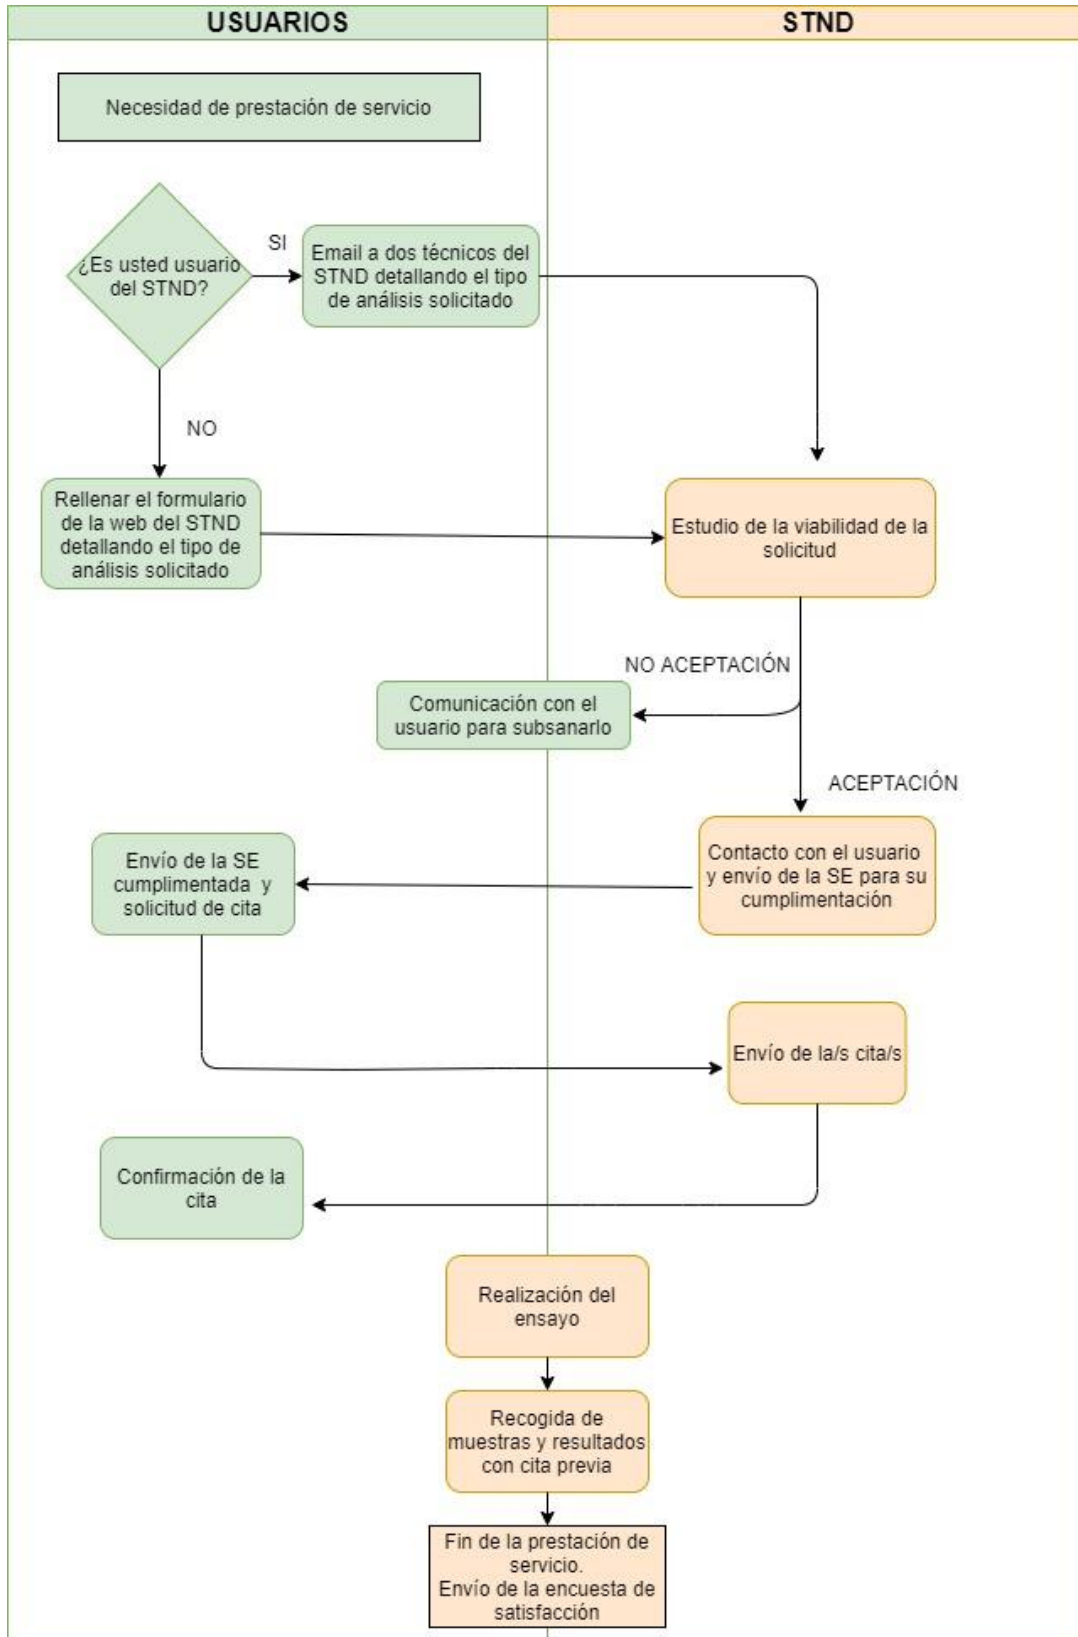 USUARIOS
STND
Necesidad de prestación de servicio
¿Es usted usuario
del STND?
SI
Email a dos técnicos del
STND detallando el tipo
de análisis solicitado
NO
Rellenar el formulario
de la web del STND
detallando el tipo de
análisis solicitado
Estudio de la viabilidad de la
solicitud
NO ACEPTACIÓN
Comunicación con el
usuario para subsanarlo
ACEPTACIÓN
Contacto con el usuario
y envío de la SE para su
cumplimentación
Envío de la SE
cumplimentada y
solicitud de cita
Envío de la/s cita/s
Confirmación de la
cita
Realización del
ensayo
Recogida de
muestras y resultados
con cita previa
Fin de la prestación de
servicio.
Envío de la encuesta de
satisfacción